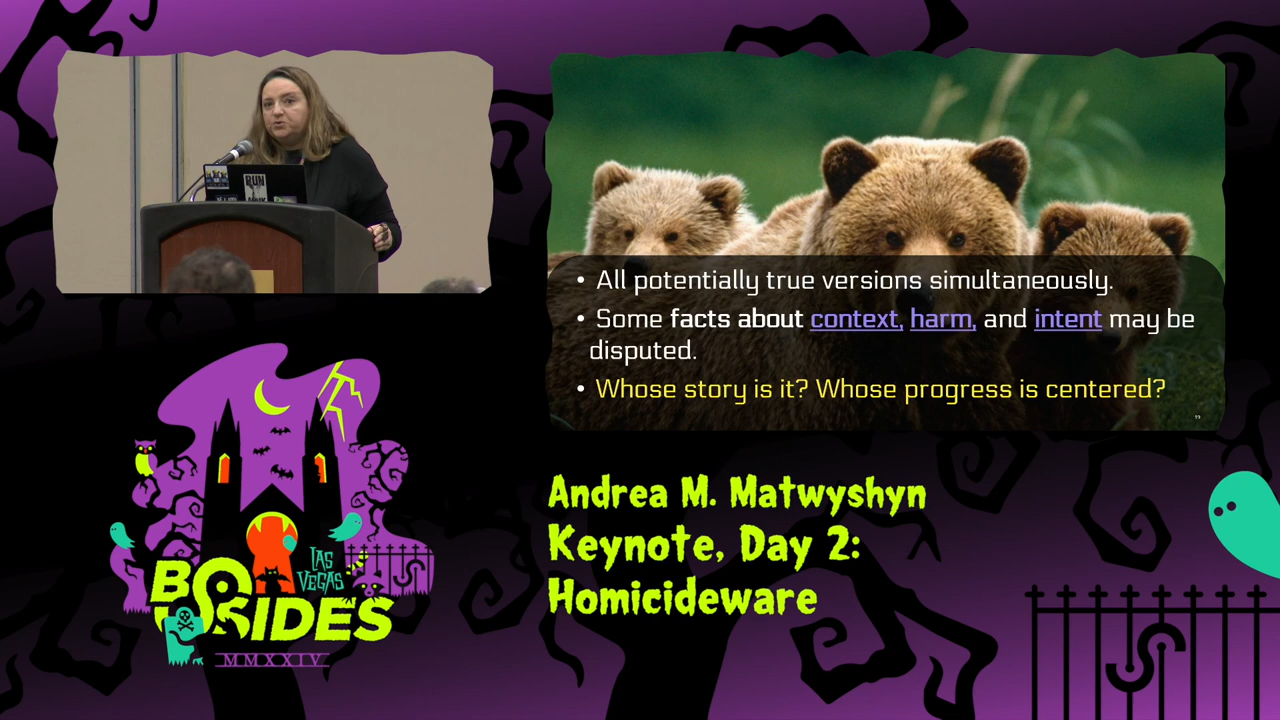 RUN
• All potentially true versions simultaneously.
• Some facts about context, harm, and intent may be
disputed.
• Whose story is it? Whose progress is centered?
”
LAS
VEGAS
BSIDES
MMXXIV
Andrea M. Matwyshyn
Keynote, Day 2:
Homicideware